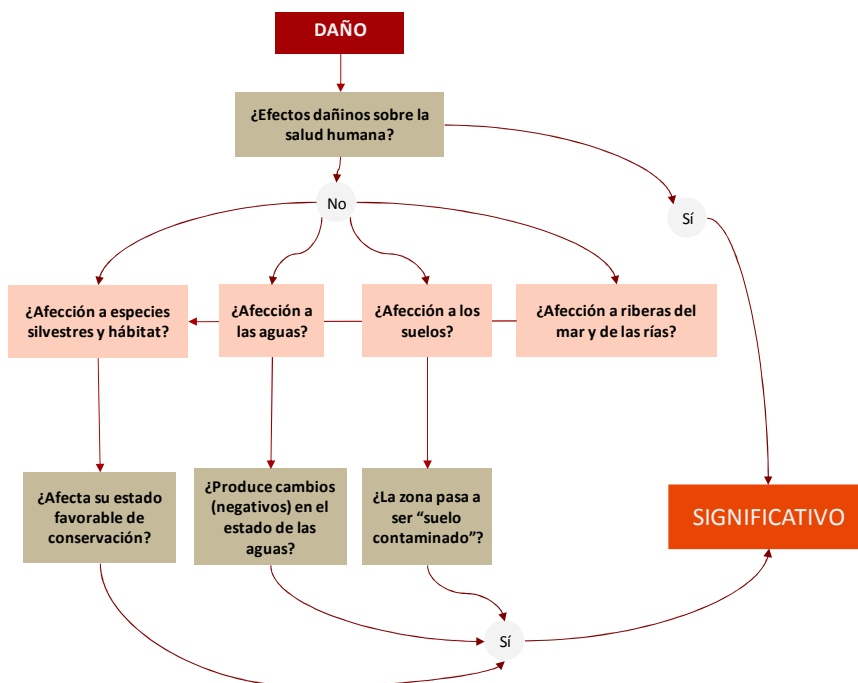 DAÑO
¿Efectos dañinos sobre la
salud humana?
No
Sí
¿Afección a especies
silvestres y hábitat?
¿Afección a
las aguas?
¿Afección a los
suelos?
¿Afección a riberas del
mar y de las rías?
¿Afecta su estado
favorable de
conservación?
¿Produce cambios
(negativos) en el
estado de las
aguas?
¿La zona pasa a
ser “suelo
contaminado”?
SIGNIFICATIVO
Sí